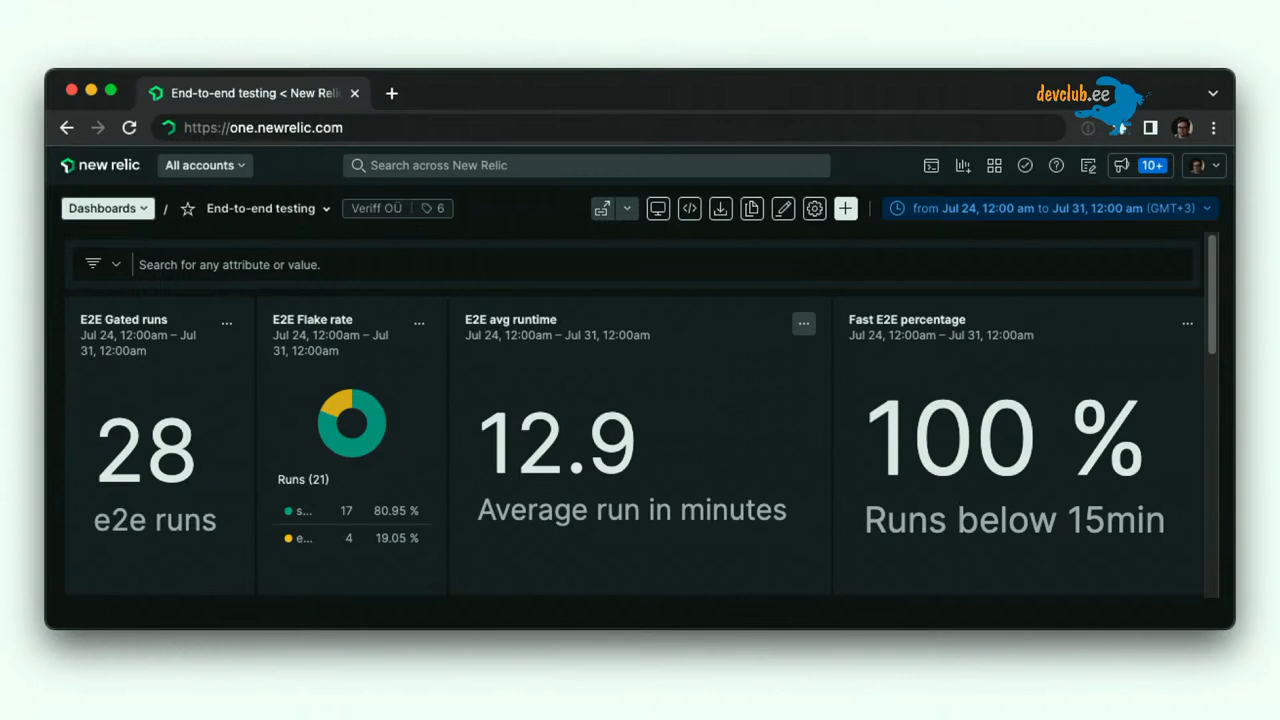 devclub.ee
End-to-end testing < New Reli
https://one.newrelic.com
new relic
All accounts
Search across New Relic
10+
Dashboards
/
End-to-end testing
Veriff OÜ
6
from Jul 24, 12:00 am to Jul 31, 12:00 am (GMT+3)
Search for any attribute or value.
E2E Gated runs
Jul 24, 12:00am – Jul
31, 12:00am
28
e2e runs
E2E Flake rate
Jul 24, 12:00am – Jul
31, 12:00am
Runs (21)
s... 17 80.95 %
e... 4 19.05 %
E2E avg runtime
Jul 24, 12:00am – Jul 31, 12:00am
12.9
Average run in minutes
Fast E2E percentage
Jul 24, 12:00am – Jul 31, 12:00am
100 %
Runs below 15min